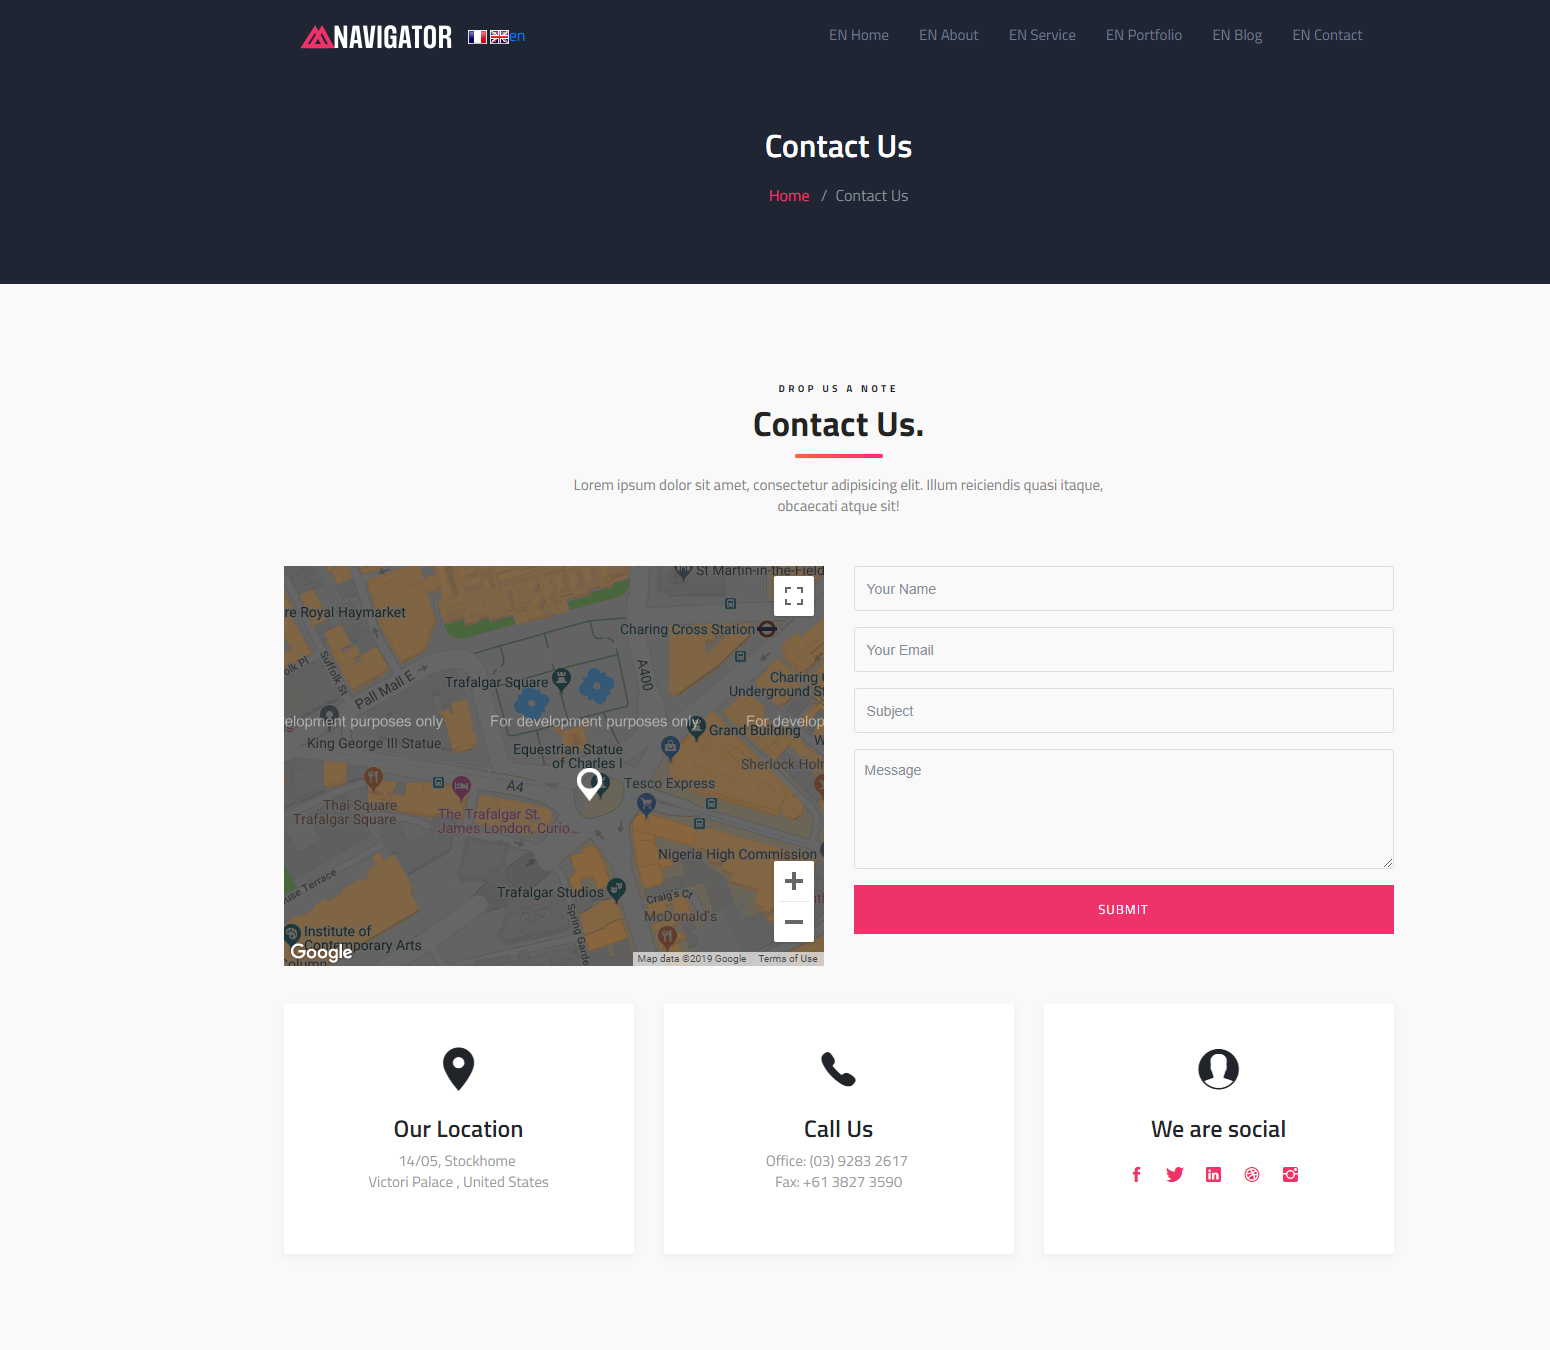 NAVIGATOR en
EN Home EN About EN Service EN Portfolio EN Blog EN Contact
Contact Us
Home / Contact Us
DROP US A NOTE
Contact Us.
Lorem ipsum dolor sit amet, consectetur adipisicing elit. Illum reiciendis quasi itaque,
obcaecati atque sit!
St Martin-in-the-Field
re Royal Haymarket
Charing Cross Station
Suffolk St
olk Pl
Pall Mall E
A400
Trafalgar Square
Charing
Underground St
elopment purposes only For development purposes only For develop
Grand Building
King George III Statue
Equestrian Statue
of Charles I
Sherlock Hol
A4
Tesco Express
Thai Square
Trafalgar Square
The Trafalgar St.
James London, Curio...
Nigeria High Commission
use Terrace
Trafalgar Studios
Craig's Ct
McDonald's
Spring Garde
Institute of
Contemporary Arts
Column
Google
Map data ©2019 Google Terms of Use
Your Name
Your Email
Subject
Message
SUBMIT
Our Location
14/05, Stockhome
Victori Palace , United States
Call Us
Office: (03) 9283 2617
Fax: +61 3827 3590
We are social